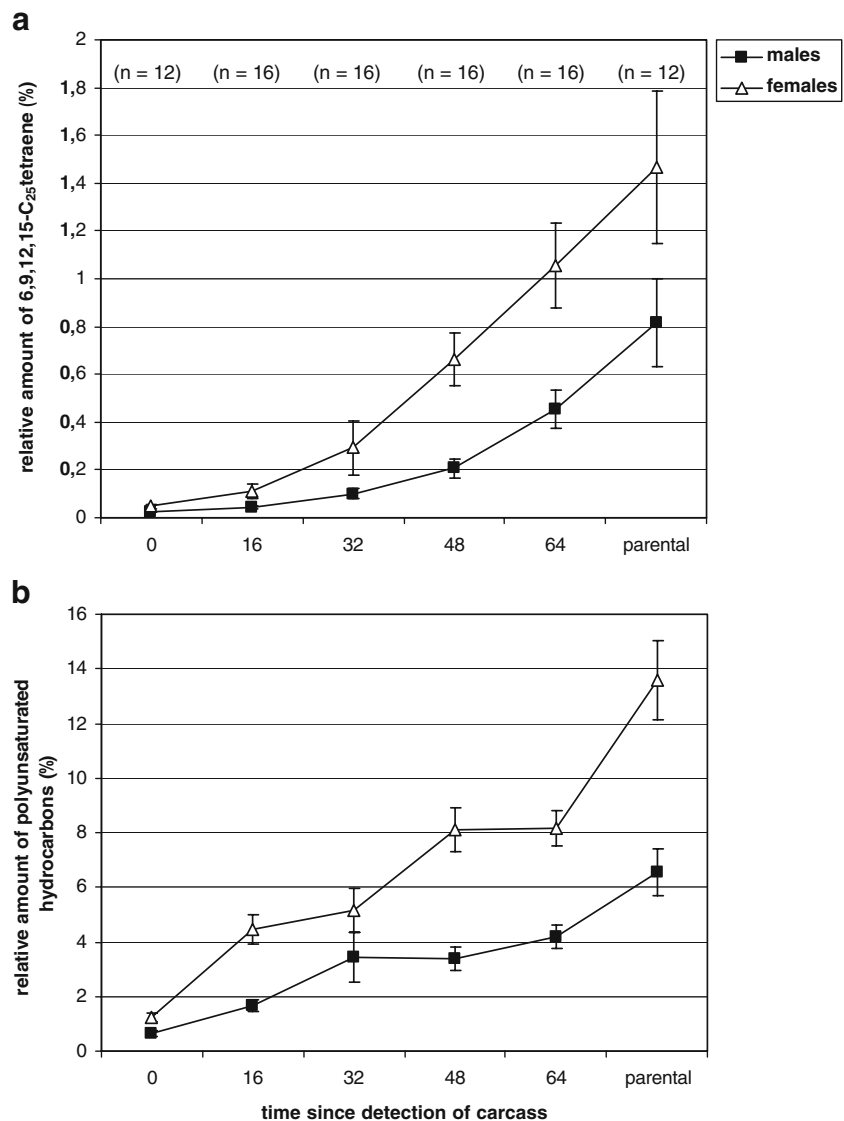 a
2
1,8
1,6
1,4
1,2
1
0,8
0,6
0,4
0,2
0
relative amount of 6,9,12,15-C₂₅tetraene (%)
(n = 12) (n = 16) (n = 16) (n = 16) (n = 16) (n = 12)
males
females
0 16 32 48 64 parental
b
16
14
12
10
8
6
4
2
0
relative amount of polyunsaturated
hydrocarbons (%)
0 16 32 48 64 parental
time since detection of carcass